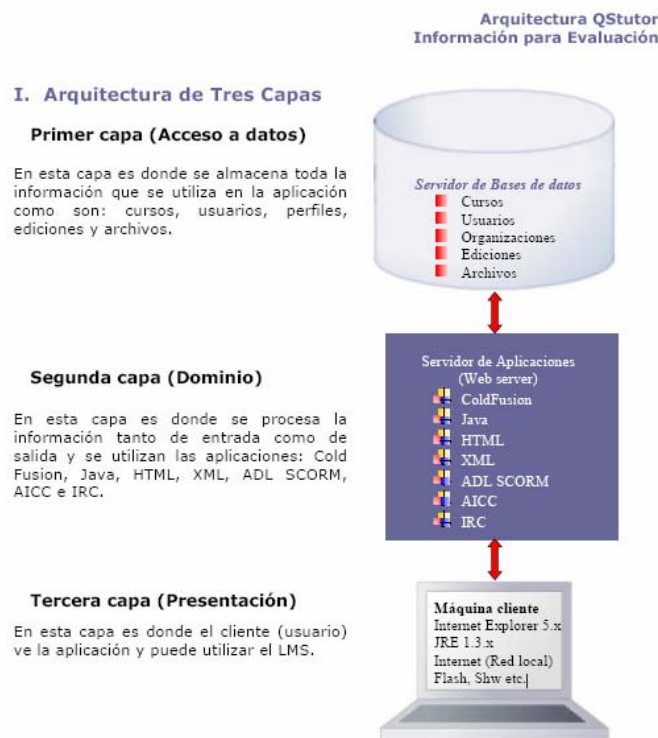 Arquitectura QStutor
Información para Evaluación
I. Arquitectura de Tres Capas
Primer capa (Acceso a datos)
En esta capa es donde se almacena toda la
información que se utiliza en la aplicación
como son: cursos, usuarios, perfiles,
ediciones y archivos.
Servidor de Bases de datos
Cursos
Usuarios
Organizaciones
Ediciones
Archivos
Segunda capa (Dominio)
En esta capa es donde se procesa la
información tanto de entrada como de
salida y se utilizan las aplicaciones: Cold
Fusion, Java, HTML, XML, ADL SCORM,
AICC e IRC.
Servidor de Aplicaciones
(Web server)
ColdFusion
Java
HTML
XML
ADL SCORM
AICC
IRC
Tercera capa (Presentación)
En esta capa es donde el cliente (usuario)
ve la aplicación y puede utilizar el LMS.
Máquina cliente
Internet Explorer 5.x
JRE 1.3.x
Internet (Red local)
Flash, Shw etc.